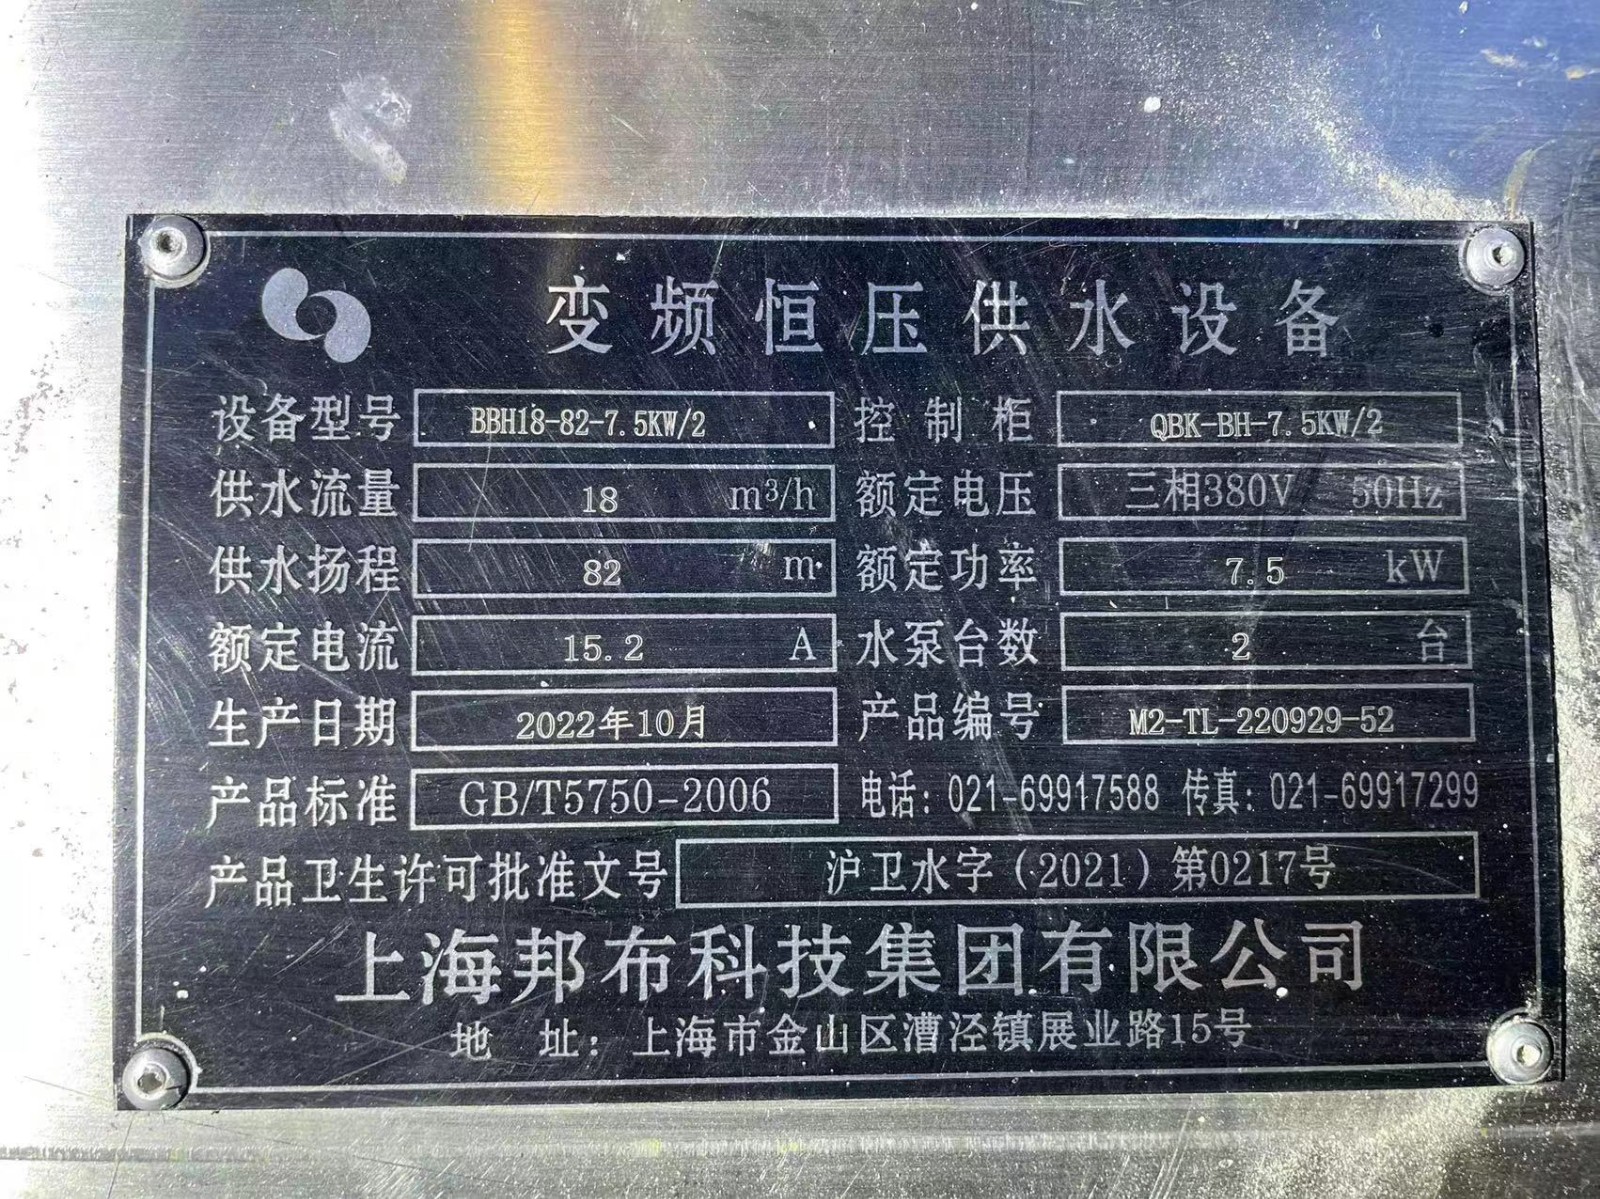 变频恒压供水设备
设备型号 BBH18-82-7.5KW/2 控制柜 QBK-BH-7.5KW/2
供水流量 18 m³/h 额定电压 三相380V 50Hz
供水扬程 82 m 额定功率 7.5 kW
额定电流 15.2 A 水泵台数 2 台
生产日期 2022年10月 产品编号 M2-TL-220929-52
产品标准 GB/T5750-2006 电话：021-69917588 传真：021-69917299
产品卫生许可批准文号 沪卫水字（2021）第0217号
上海邦布科技集团有限公司
地 址：上海市金山区漕泾镇展业路15号